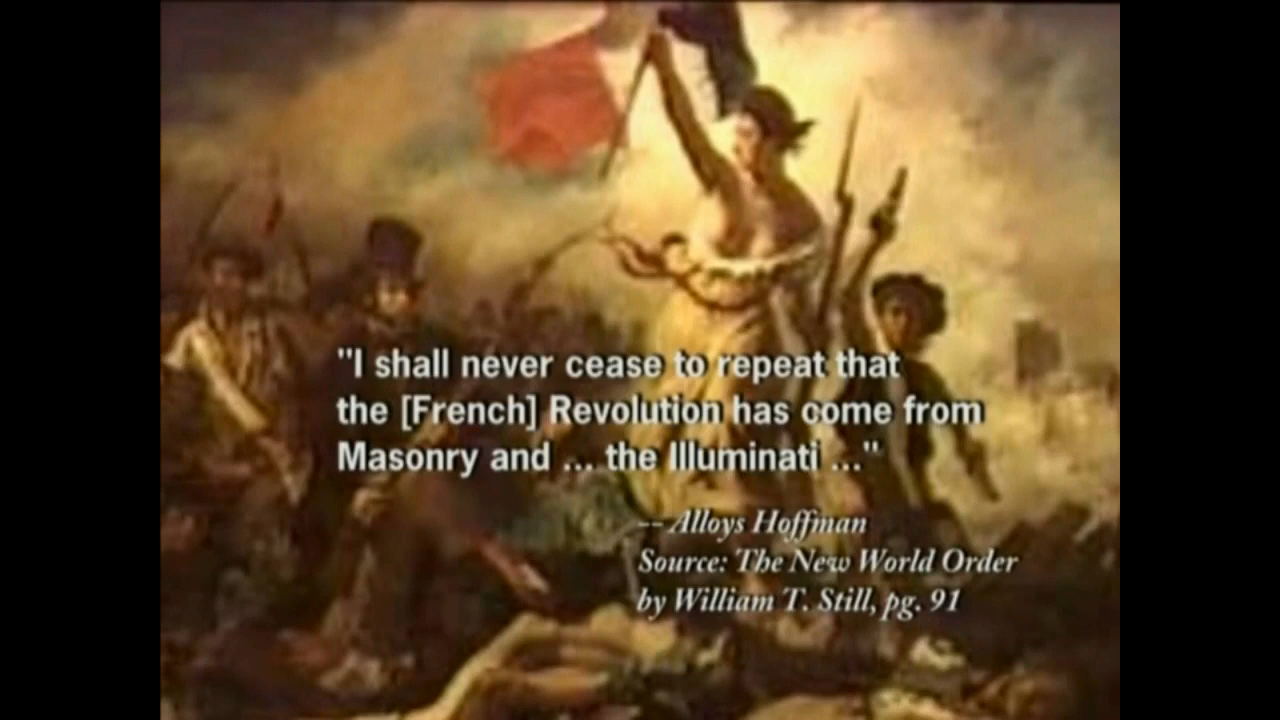 "I shall never cease to repeat that
the [French] Revolution has come from
Masonry and ... the Illuminati ..."
-- Alloys Hoffman
Source: The New World Order
by William T. Still, pg. 91